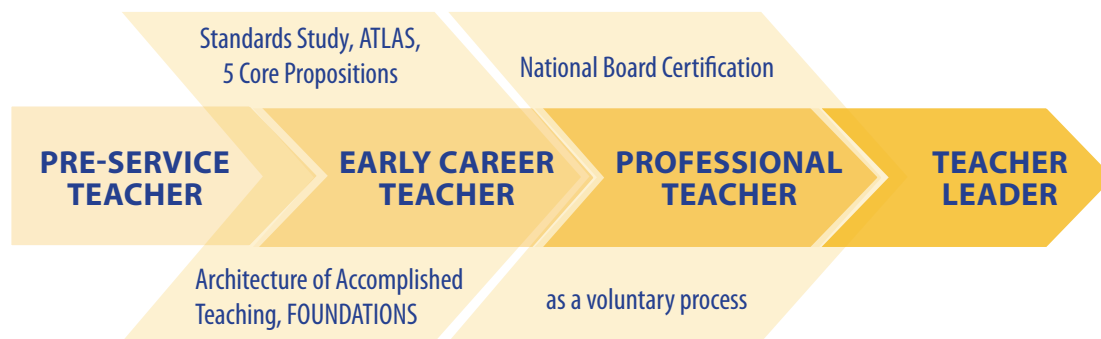 Standards Study, ATLAS,
5 Core Propositions
National Board Certification
PRE-SERVICE
TEACHER
EARLY CAREER
TEACHER
PROFESSIONAL
TEACHER
TEACHER
LEADER
Architecture of Accomplished
Teaching, FOUNDATIONS
as a voluntary process